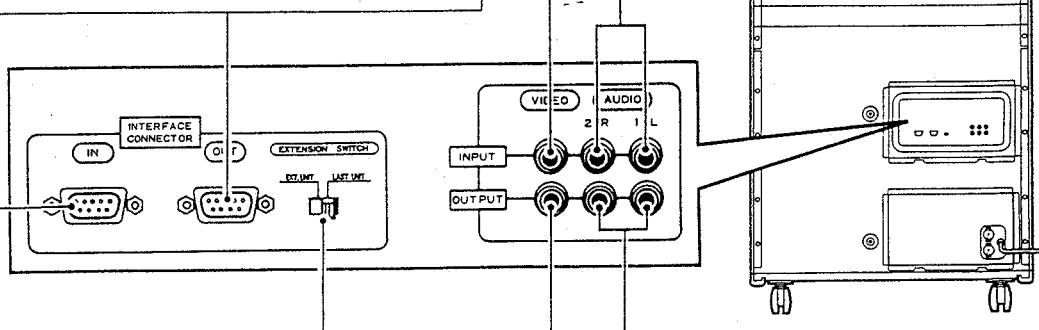 VIDEO
AUDIO
2 R
1 L
INTERFACE
CONNECTOR
IN
OUT
EXTENSION SWITCH
INPUT
EXT. UNIT
LAST UNIT
OUTPUT